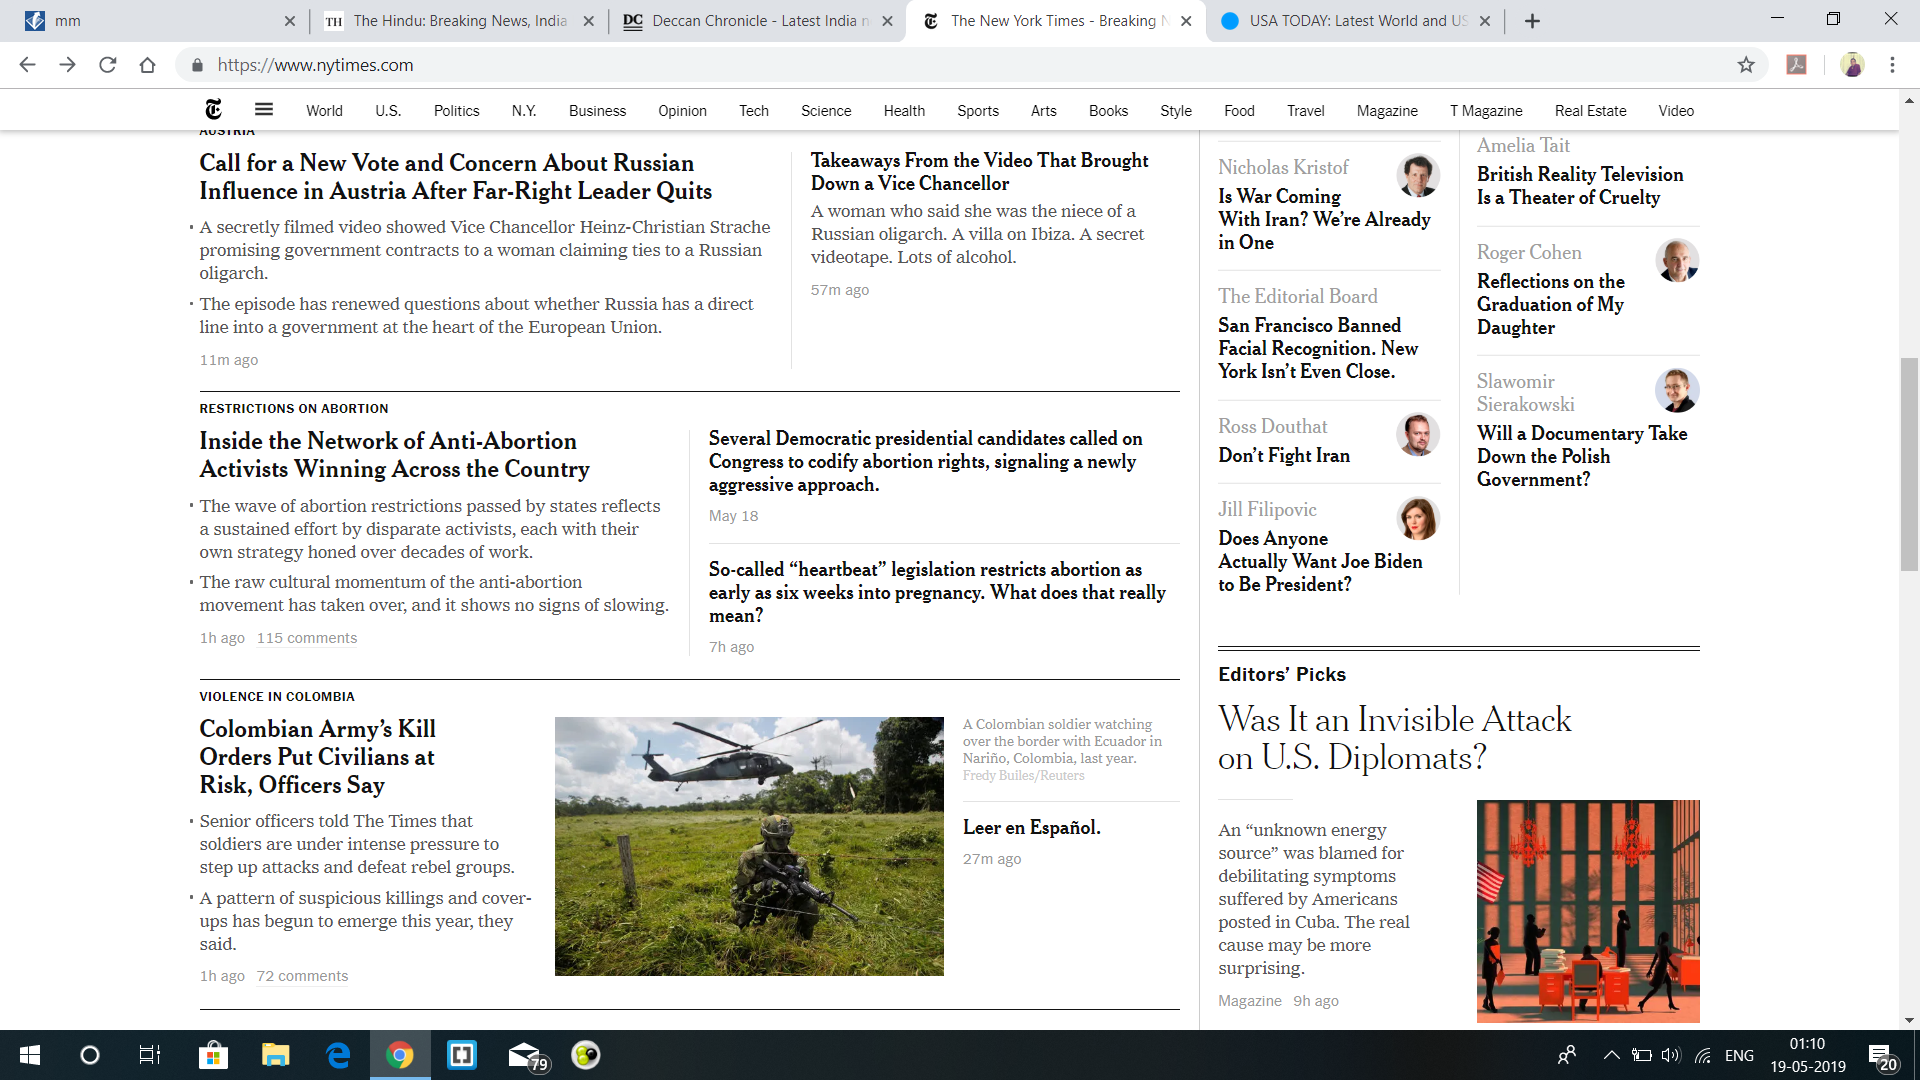 mm
The Hindu: Breaking News, India
Deccan Chronicle - Latest India n
The New York Times - Breaking N
USA TODAY: Latest World and US
https://www.nytimes.com
World U.S. Politics N.Y. Business Opinion Tech Science Health Sports Arts Books Style Food Travel Magazine T Magazine Real Estate Video
AUSTRIA
Call for a New Vote and Concern About Russian
Influence in Austria After Far-Right Leader Quits
A secretly filmed video showed Vice Chancellor Heinz-Christian Strache
promising government contracts to a woman claiming ties to a Russian
oligarch.
The episode has renewed questions about whether Russia has a direct
line into a government at the heart of the European Union.
11m ago
Takeaways From the Video That Brought
Down a Vice Chancellor
A woman who said she was the niece of a
Russian oligarch. A villa on Ibiza. A secret
videotape. Lots of alcohol.
57m ago
RESTRICTIONS ON ABORTION
Inside the Network of Anti-Abortion
Activists Winning Across the Country
The wave of abortion restrictions passed by states reflects
a sustained effort by disparate activists, each with their
own strategy honed over decades of work.
The raw cultural momentum of the anti-abortion
movement has taken over, and it shows no signs of slowing.
1h ago 115 comments
Several Democratic presidential candidates called on
Congress to codify abortion rights, signaling a newly
aggressive approach.
May 18
So-called “heartbeat” legislation restricts abortion as
early as six weeks into pregnancy. What does that really
mean?
7h ago
VIOLENCE IN COLOMBIA
Colombian Army’s Kill
Orders Put Civilians at
Risk, Officers Say
Senior officers told The Times that
soldiers are under intense pressure to
step up attacks and defeat rebel groups.
A pattern of suspicious killings and cover-
ups has begun to emerge this year, they
said.
1h ago 72 comments
A Colombian soldier watching
over the border with Ecuador in
Nariño, Colombia, last year.
Fredy Builes/Reuters
Leer en Español.
27m ago
Nicholas Kristof
Is War Coming
With Iran? We’re Already
in One
The Editorial Board
San Francisco Banned
Facial Recognition. New
York Isn’t Even Close.
Ross Douthat
Don’t Fight Iran
Jill Filipovic
Does Anyone
Actually Want Joe Biden
to Be President?
Amelia Tait
British Reality Television
Is a Theater of Cruelty
Roger Cohen
Reflections on the
Graduation of My
Daughter
Slawomir
Sierakowski
Will a Documentary Take
Down the Polish
Government?
Editors’ Picks
Was It an Invisible Attack
on U.S. Diplomats?
An “unknown energy
source” was blamed for
debilitating symptoms
suffered by Americans
posted in Cuba. The real
cause may be more
surprising.
Magazine 9h ago
79
ENG
01:10
19-05-2019
20